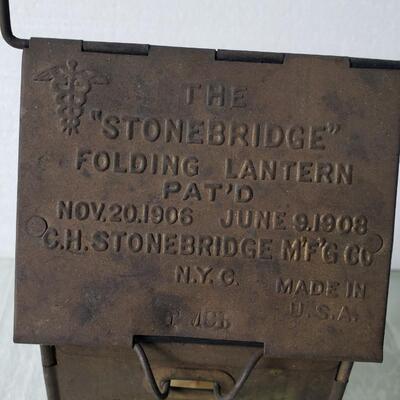 THE
"STONEBRIDGE"
FOLDING LANTERN
PAT'D
NOV.20.1906 JUNE 9.1908
C.H. STONEBRIDGE M'F'G CO
N.Y.C.
MADE IN
U.S.A.